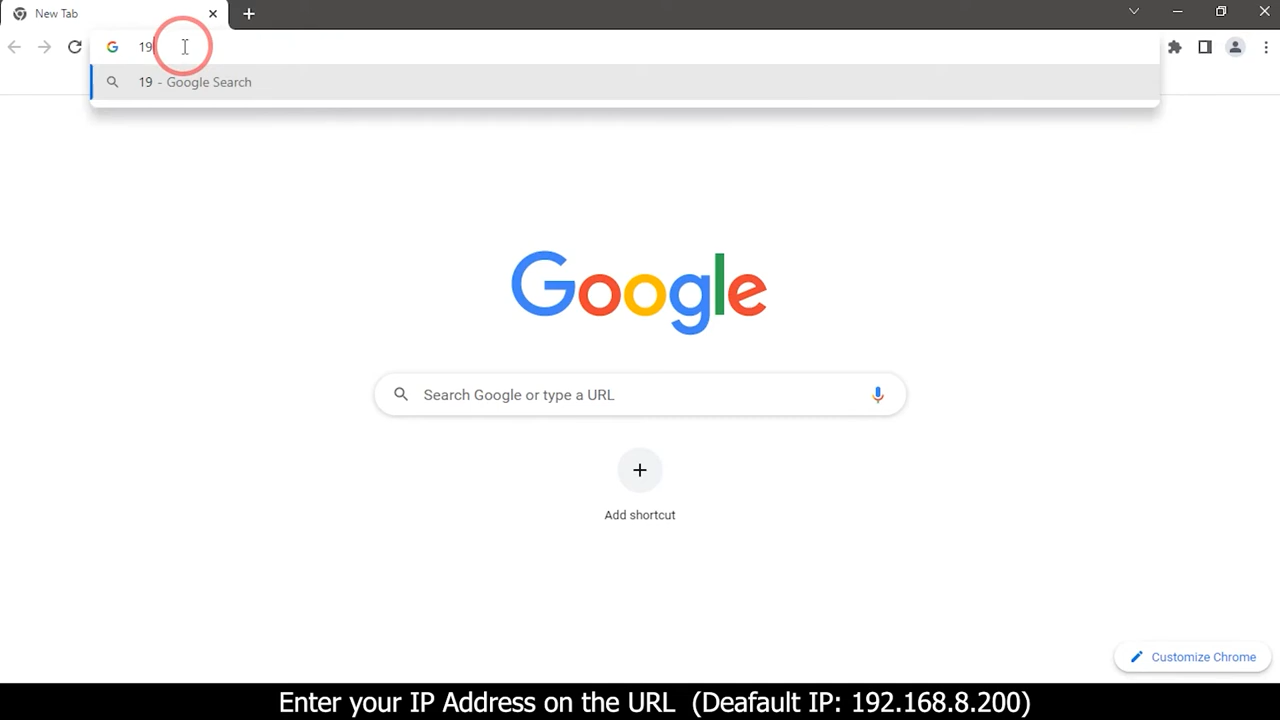 New Tab
19
19 - Google Search
Google
Search Google or type a URL
Add shortcut
Customize Chrome
Enter your IP Address on the URL (Deafault IP: 192.168.8.200)